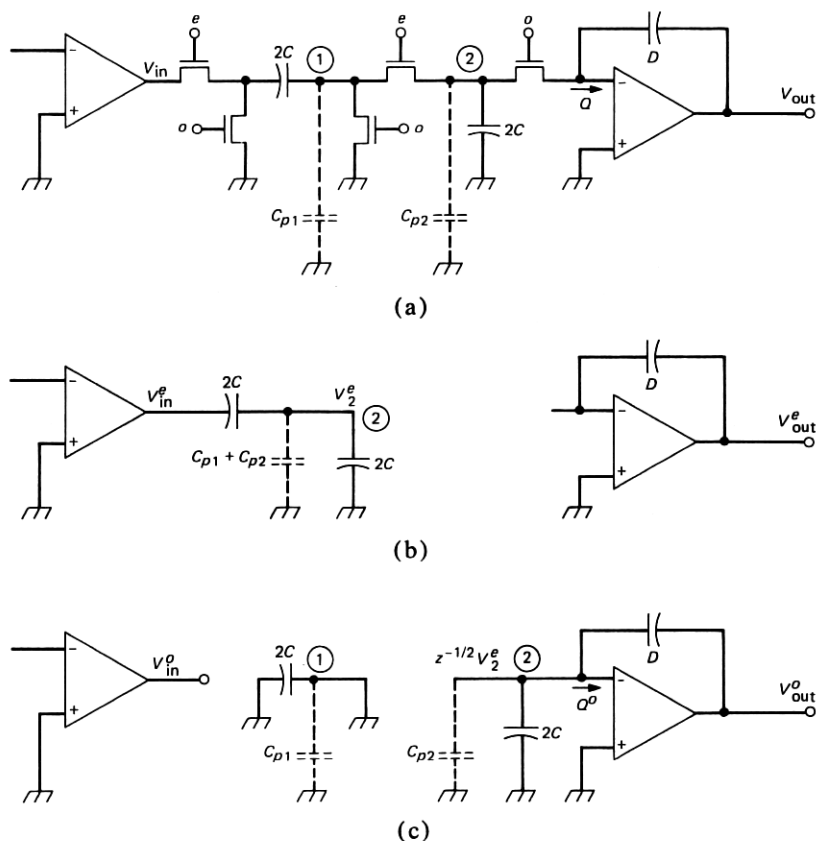 e
e
o
2C
1
2
D
V_in
Q
V_out
o
o
2C
C_p1
C_p2
(a)
2C
V_in^e
V_2^e
2
D
V_out^e
C_p1 + C_p2
2C
(b)
2C
1
z^-1/2 V_2^e
2
D
V_in^o
Q^o
V_out^o
C_p1
C_p2
2C
(c)